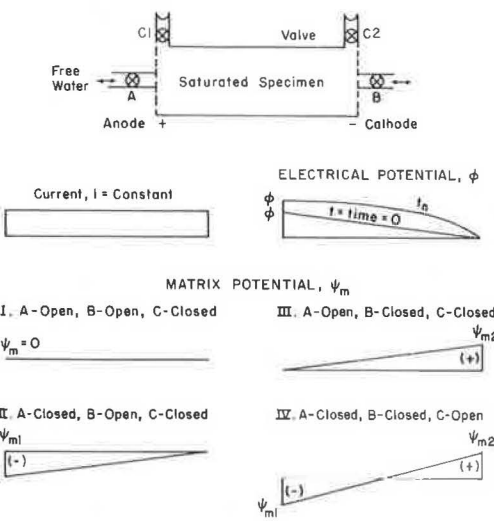 C1 Valve C2
Free
Water
Saturated Specimen
A B
Anode + - Calhode
ELECTRICAL POTENTIAL, ϕ
Current, i = Constant
ϕ
ϕ
tn
t = time = 0
MATRIX POTENTIAL, ψm
I. A-Open, B-Open, C-Closed
ψm = 0
III. A-Open, B-Closed, C-Closed
ψm2
(+)
II. A-Closed, B-Open, C-Closed
ψm1
(-)
IV. A-Closed, B-Closed, C-Open
ψm2
(+)
(-)
ψm1